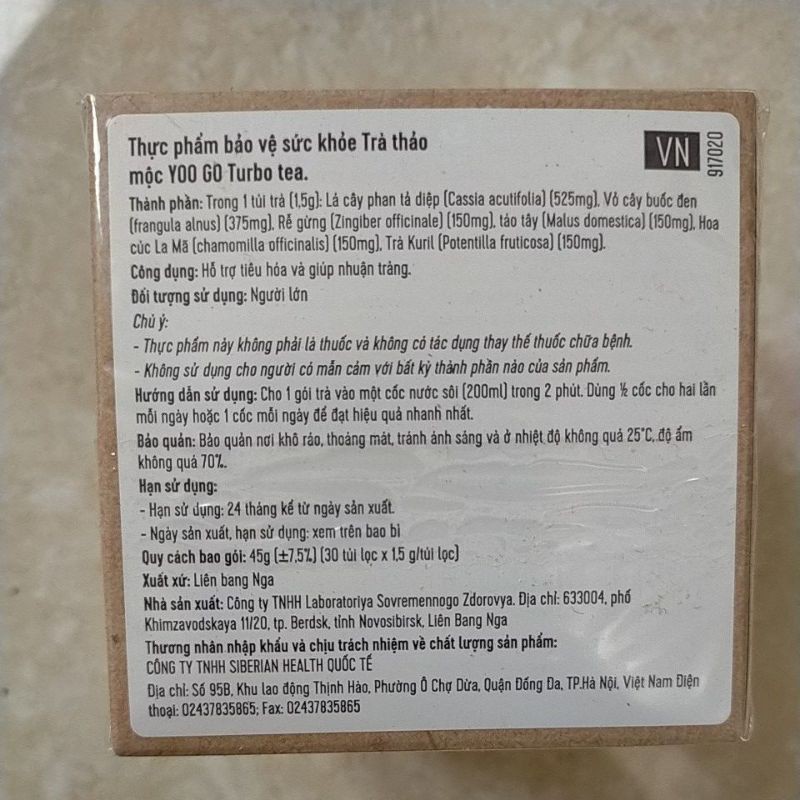 Thực phẩm bảo vệ sức khỏe Trà thảo
mộc YOO GO Turbo tea.
VN
917020
Thành phần: Trong 1 túi trà (1,5g): Lá cây phan tả diệp (Cassia acutifolia) (525mg), Vỏ cây buốc đen
(frangula alnus) (375mg), Rễ gừng (Zingiber officinale) (150mg), táo tây (Malus domestica) (150mg), Hoa
cúc La Mã (chamomilla officinalis) (150mg), Trà Kuril (Potentilla fruticosa) (150mg).
Công dụng: Hỗ trợ tiêu hóa và giúp nhuận tràng.
Đối tượng sử dụng: Người lớn
Chú ý:
- Thực phẩm này không phải là thuốc và không có tác dụng thay thế thuốc chữa bệnh.
- Không sử dụng cho người có mẫn cảm với bất kỳ thành phần nào của sản phẩm.
Hướng dẫn sử dụng: Cho 1 gói trà vào một cốc nước sôi (200ml) trong 2 phút. Dùng ½ cốc cho hai lần
mỗi ngày hoặc 1 cốc mỗi ngày để đạt hiệu quả nhanh nhất.
Bảo quản: Bảo quản nơi khô ráo, thoáng mát, tránh ánh sáng và ở nhiệt độ không quá 25°C, độ ẩm
không quá 70%.
Hạn sử dụng:
- Hạn sử dụng: 24 tháng kể từ ngày sản xuất.
- Ngày sản xuất, hạn sử dụng: xem trên bao bì
Quy cách bao gói: 45g (±7,5%) (30 túi lọc x 1,5 g/túi lọc)
Xuất xứ: Liên bang Nga
Nhà sản xuất: Công ty TNHH Laboratoriya Sovremennogo Zdorovya. Địa chỉ: 633004, phố
Khimzavodskaya 11/20, tp. Berdsk, tỉnh Novosibirsk, Liên Bang Nga
Thương nhân nhập khẩu và chịu trách nhiệm về chất lượng sản phẩm:
CÔNG TY TNHH SIBERIAN HEALTH QUỐC TẾ
Địa chỉ: Số 95B, Khu lao động Thịnh Hào, Phường Ô Chợ Dừa, Quận Đống Đa, TP.Hà Nội, Việt Nam Điện
thoại: 02437835865; Fax: 02437835865